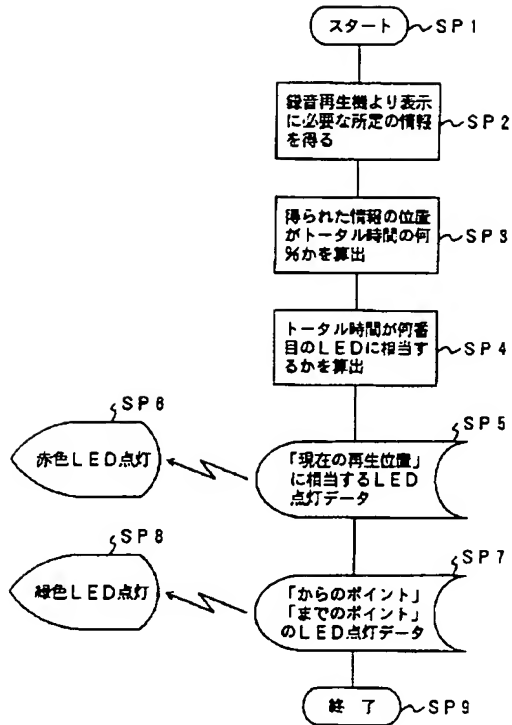 スタート
SP1
録音再生機より表示
に必要な所定の情報
を得る
SP2
得られた情報の位置
がトータル時間の何
%かを算出
SP3
トータル時間が何番
目のLEDに相当す
るかを算出
SP4
SP5
「現在の再生位置」
に相当するLED
点灯データ
SP6
赤色LED点灯
SP7
「からのポイント」
「までのポイント」
のLED点灯データ
SP8
緑色LED点灯
終 了
SP9